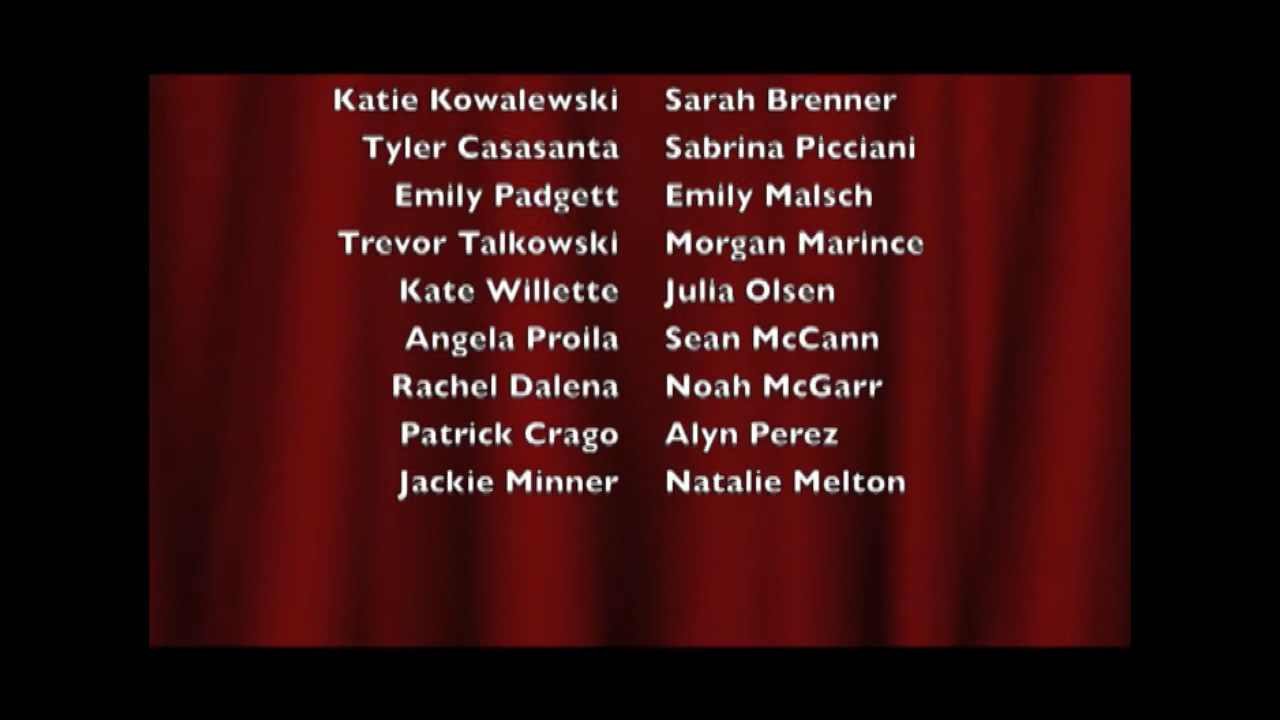 Katie Kowalewski Sarah Brenner
Tyler Casasanta Sabrina Picciani
Emily Padgett Emily Malsch
Trevor Talkowski Morgan Marince
Kate Willette Julia Olsen
Angela Proila Sean McCann
Rachel Dalena Noah McGarr
Patrick Crago Alyn Perez
Jackie Minner Natalie Melton